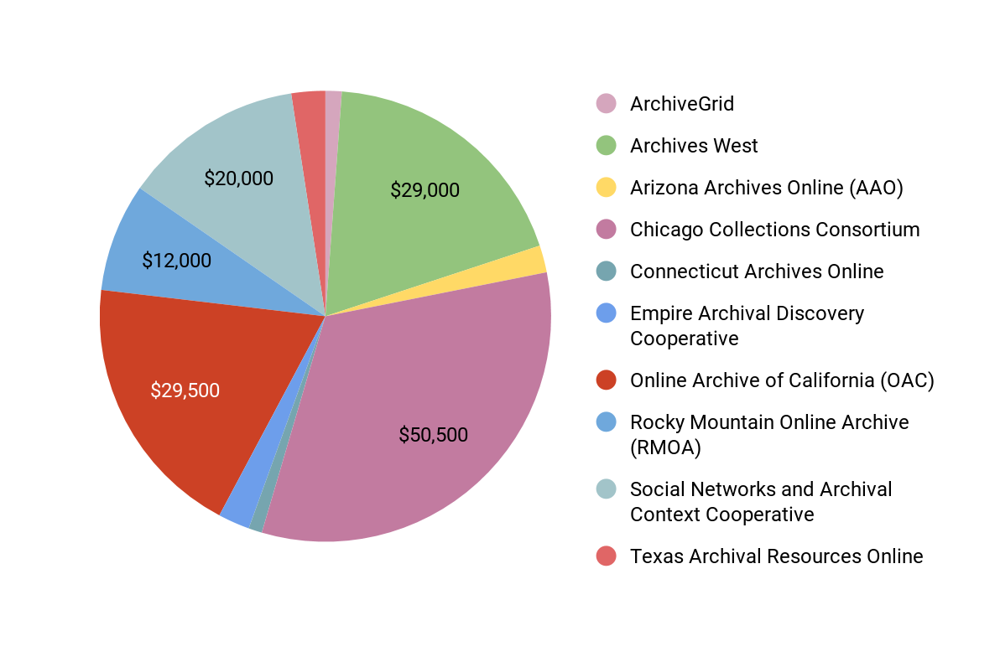 $29,000
$50,500
$29,500
$12,000
$20,000
ArchiveGrid
Archives West
Arizona Archives Online (AAO)
Chicago Collections Consortium
Connecticut Archives Online
Empire Archival Discovery
Cooperative
Online Archive of California (OAC)
Rocky Mountain Online Archive
(RMOA)
Social Networks and Archival
Context Cooperative
Texas Archival Resources Online